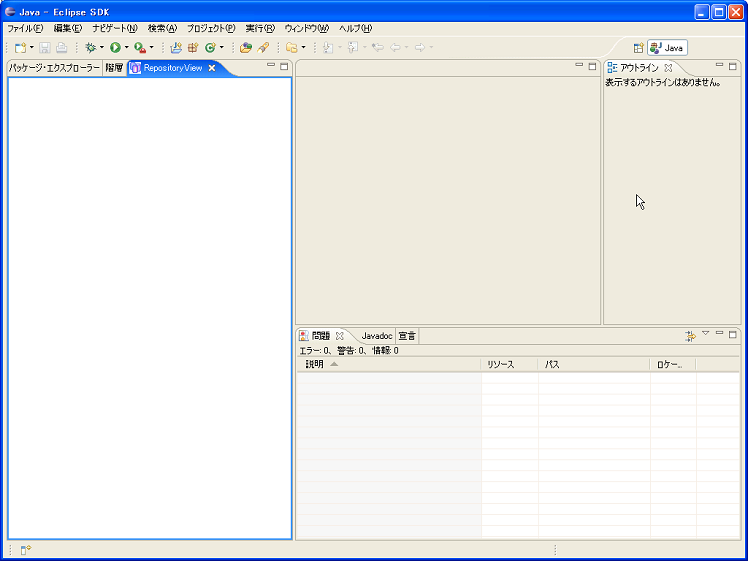 Java - Eclipse SDK
ファイル(F) 編集(E) ナビゲート(N) 検索(A) プロジェクト(P) 実行(R) ウィンドウ(W) ヘルプ(H)
Java
パッケージ・エクスプローラー 階層 RepositoryView
アウトライン
表示するアウトラインはありません。
問題 Javadoc 宣言
エラー: 0、警告: 0、情報: 0
説明 リソース パス ロケー...